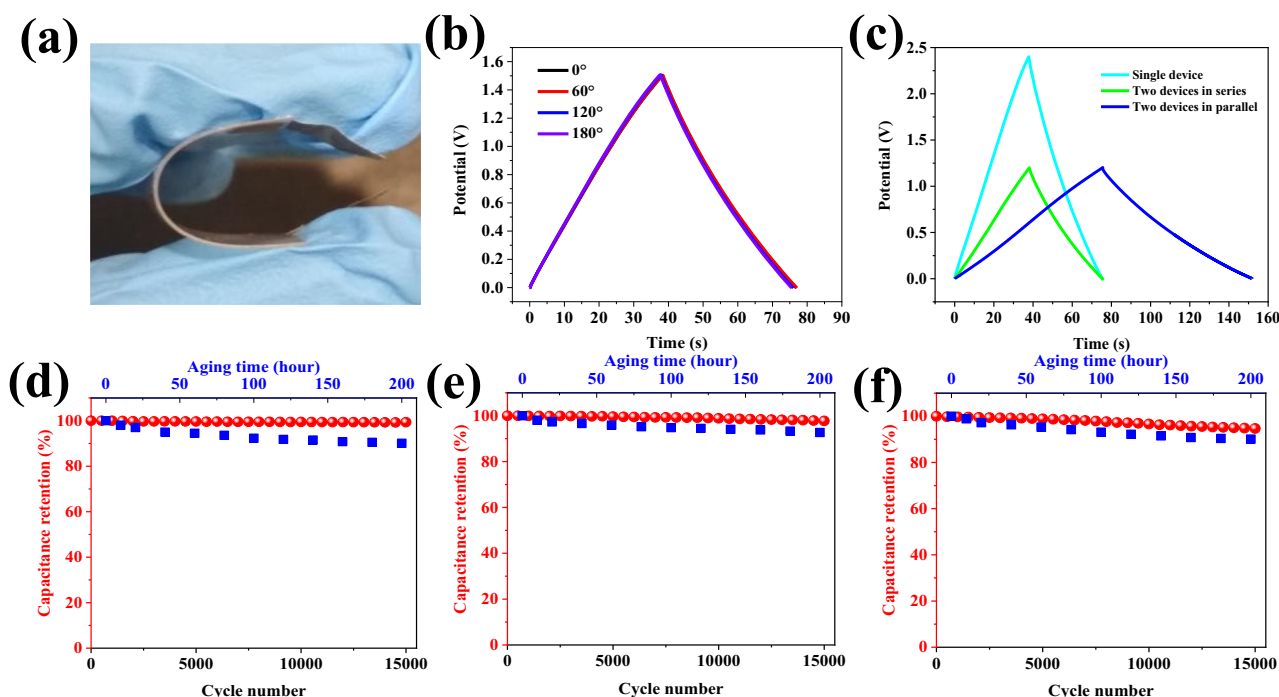 (a)
(b)
1.6
1.4
1.2
1.0
0.8
0.6
0.4
0.2
0.0
Potential (V)
0°
60°
120°
180°
0 10 20 30 40 50 60 70 80 90
Time (s)
(c)
2.5
2.0
1.5
1.0
0.5
0.0
Potential (V)
Single device
Two devices in series
Two devices in parallel
0 20 40 60 80 100 120 140 160
Time (s)
(d)
Aging time (hour)
0 50 100 150 200
100
80
60
40
20
0
Capacitance retention (%)
0 5000 10000 15000
Cycle number
(e)
Aging time (hour)
0 50 100 150 200
100
80
60
40
20
0
Capacitance retention (%)
0 5000 10000 15000
Cycle number
(f)
Aging time (hour)
0 50 100 150 200
100
80
60
40
20
0
Capacitance retention (%)
0 5000 10000 15000
Cycle number